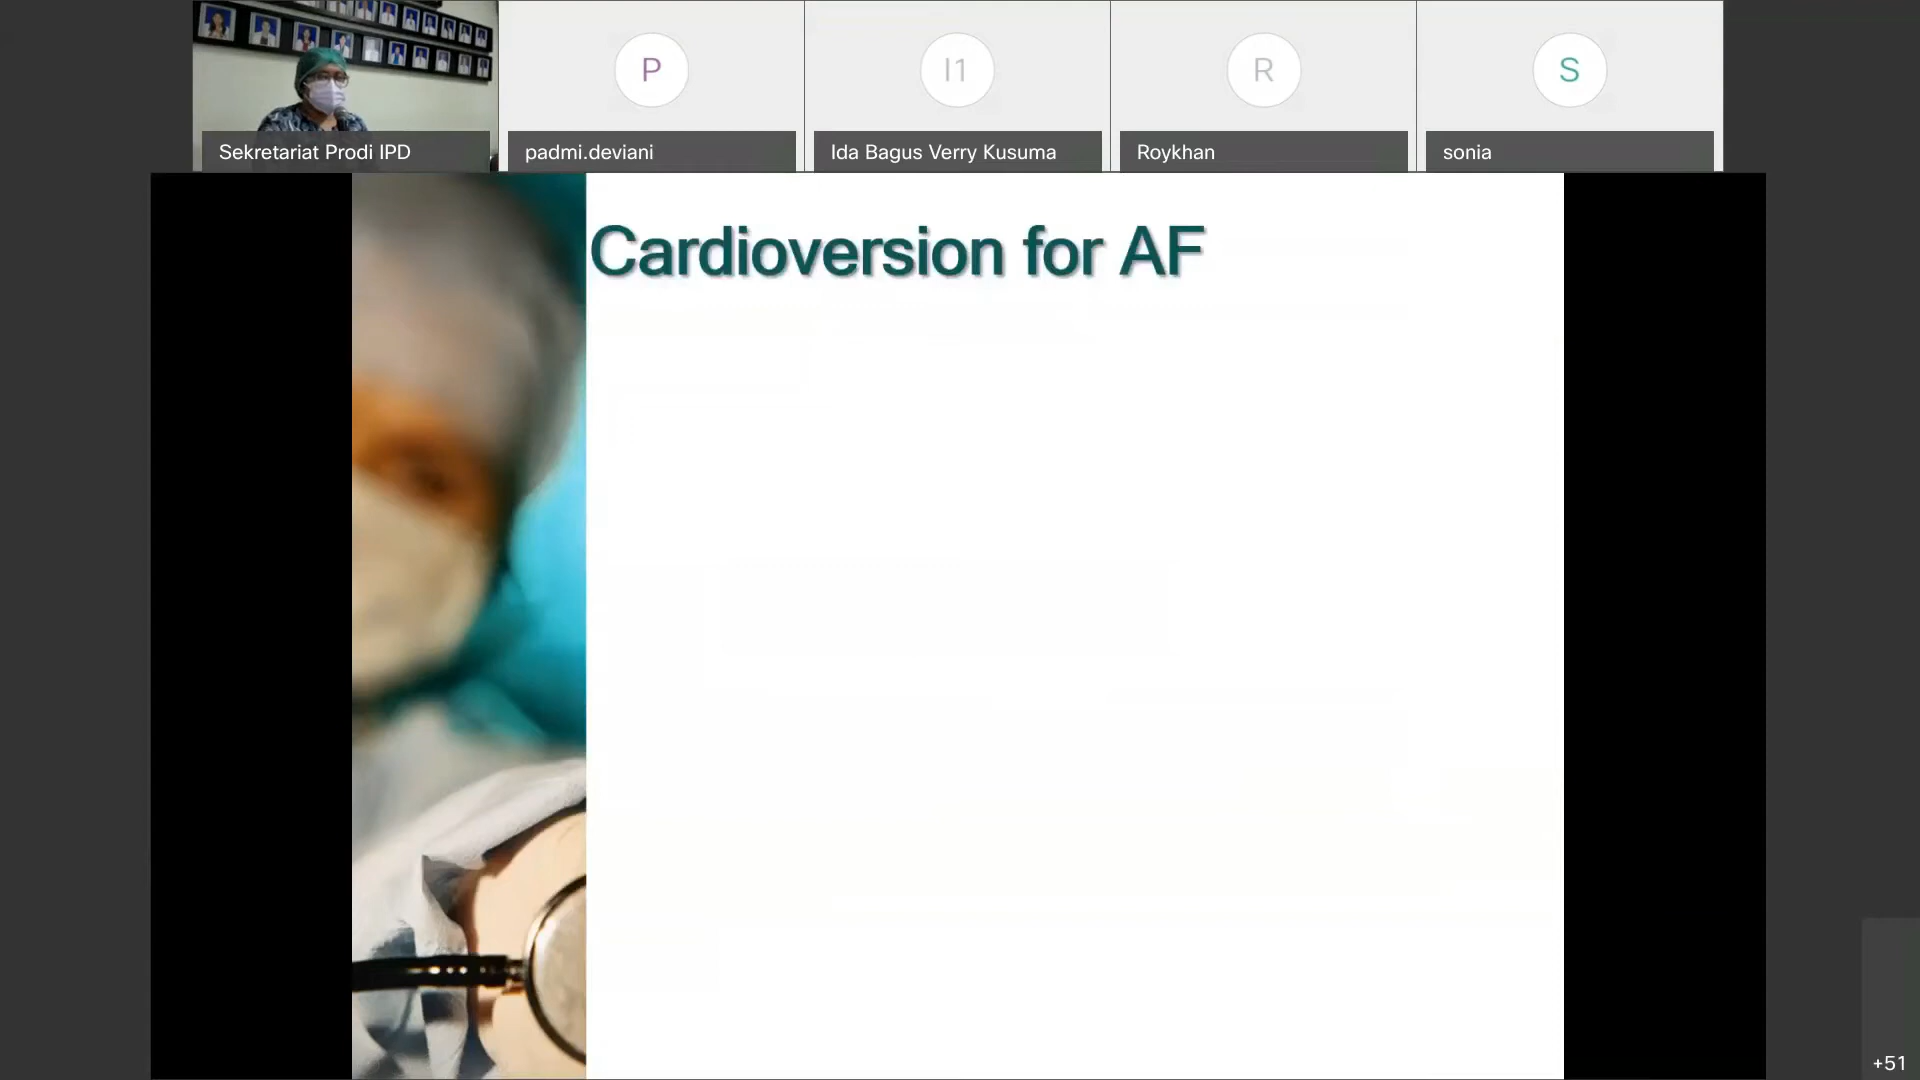 P
I1
R
S
Sekretariat Prodi IPD
padmi.deviani
Ida Bagus Verry Kusuma
Roykhan
sonia
Cardioversion for AF
+51